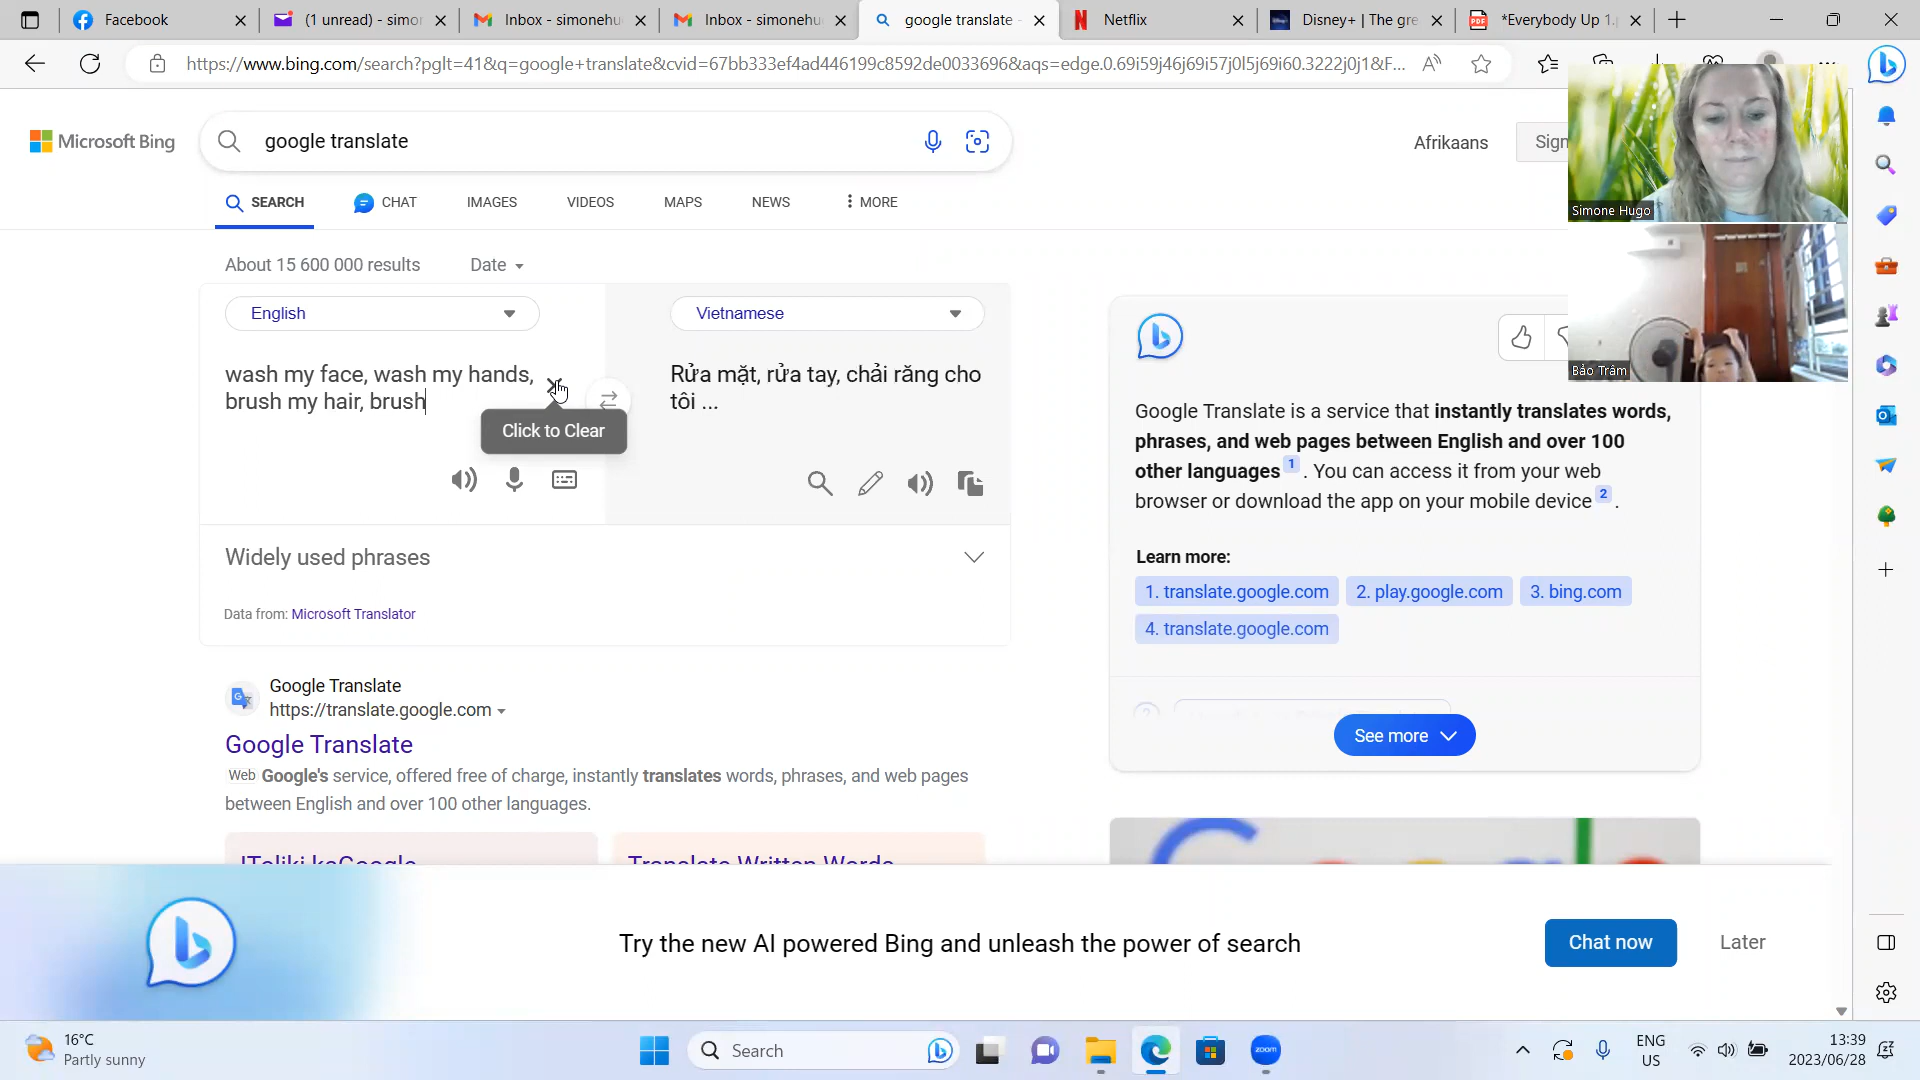 Facebook
(1 unread) - simor
Inbox - simonehu
Inbox - simonehu
google translate -
Netflix
Disney+ | The gre
*Everybody Up 1.
https://www.bing.com/search?pglt=41&q=google+translate&cvid=67bb333ef4ad446199c8592de0033696&aqs=edge.0.69i59j46j69i57j0l5j69i60.3222j0j1&F...
Microsoft Bing
google translate
Afrikaans
Sign
Simone Hugo
SEARCH
CHAT
IMAGES
VIDEOS
MAPS
NEWS
MORE
About 15 600 000 results
Date
English
Vietnamese
wash my face, wash my hands,
brush my hair, brush
Rửa mặt, rửa tay, chải răng cho
tôi ...
Click to Clear
Bảo Trâm
Google Translate is a service that instantly translates words,
phrases, and web pages between English and over 100
other languages 1 . You can access it from your web
browser or download the app on your mobile device 2 .
Widely used phrases
Learn more:
1. translate.google.com
2. play.google.com
3. bing.com
4. translate.google.com
Data from: Microsoft Translator
Google Translate
https://translate.google.com
See more
Google Translate
Web Google's service, offered free of charge, instantly translates words, phrases, and web pages
between English and over 100 other languages.
IToliki kaGoogle
Translate Written Words
Try the new AI powered Bing and unleash the power of search
Chat now
Later
16°C
Partly sunny
Search
zoom
ENG
US
13:39
2023/06/28